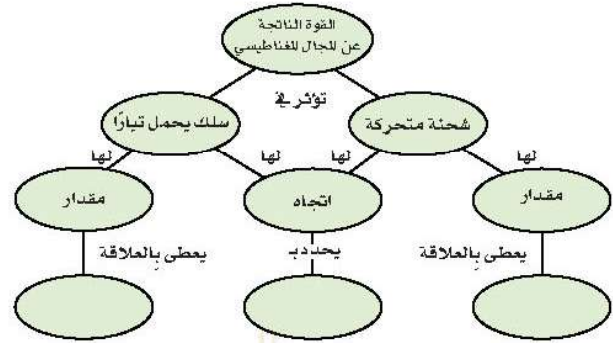 القوة الناتجة
عن المجال المغناطيسي
تؤثر في
شحنة متحركة
سلك يحمل تيارًا
لها
لها
لها
لها
مقدار
اتجاه
مقدار
يعطى بالعلاقة
يحدد بـ
يعطى بالعلاقة